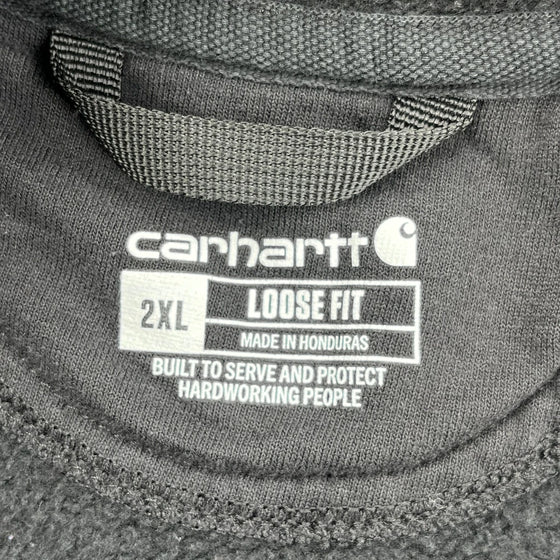 carhartt
2XL
LOOSE FIT
MADE IN HONDURAS
BUILT TO SERVE AND PROTECT
HARDWORKING PEOPLE